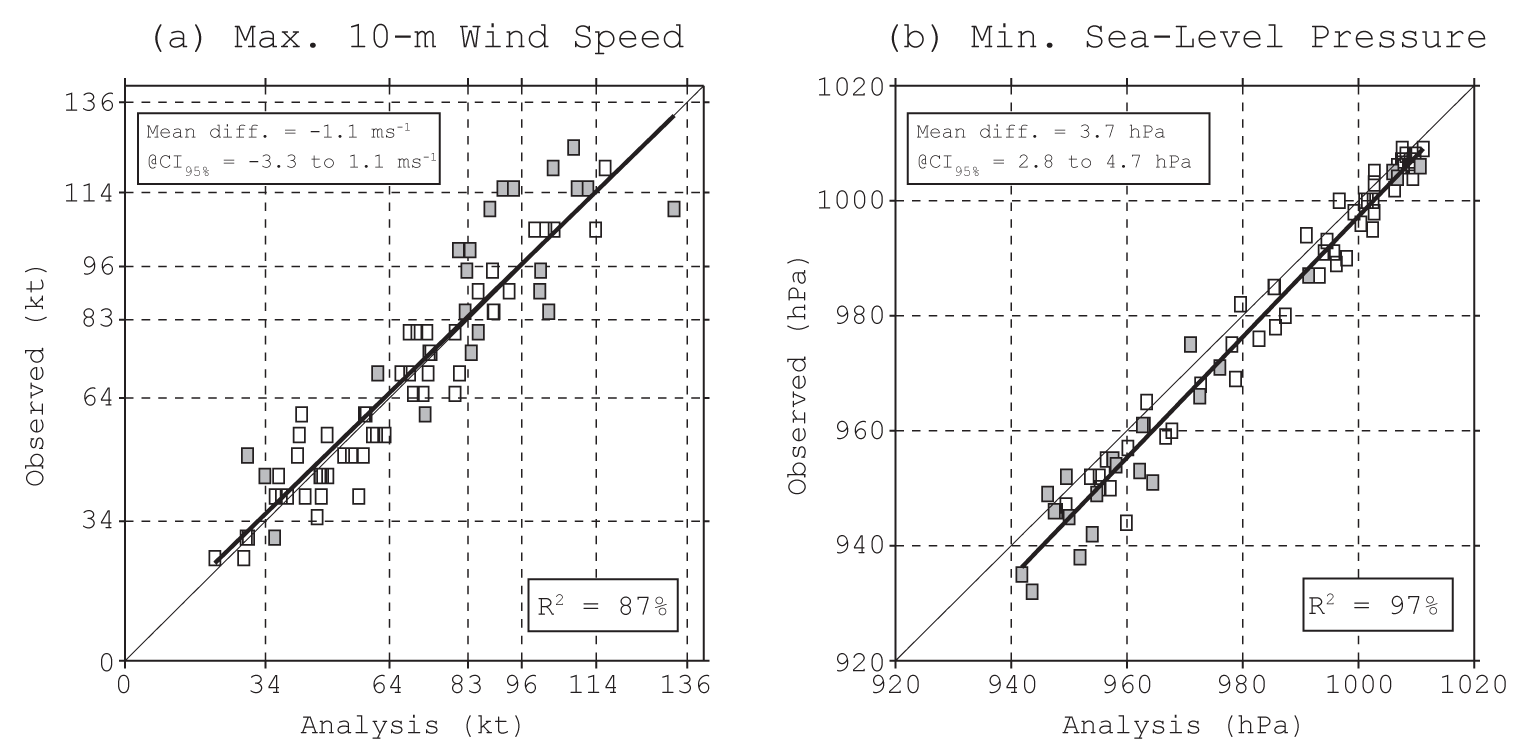 (a) Max. 10-m Wind Speed
136
114
96
83
64
34
0
Observed (kt)
Mean diff. = -1.1 ms⁻¹
@CI95% = -3.3 to 1.1 ms⁻¹
R² = 87%
0 34 64 83 96 114 136
Analysis (kt)
(b) Min. Sea-Level Pressure
1020
1000
980
960
940
920
Observed (hPa)
Mean diff. = 3.7 hPa
@CI95% = 2.8 to 4.7 hPa
R² = 97%
920 940 960 980 1000 1020
Analysis (hPa)